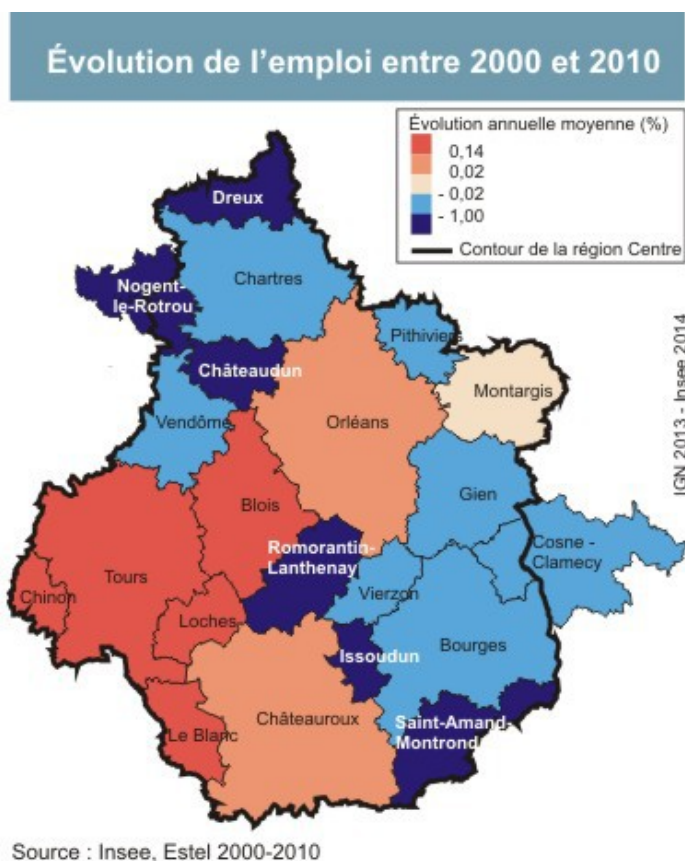 Évolution de l'emploi entre 2000 et 2010
Évolution annuelle moyenne (%)
0,14
0,02
- 0,02
- 1,00
Contour de la région Centre
Dreux
Chartres
Nogent-
le-Rotrou
Pithiviers
Châteaudun
Montargis
Vendôme
Orléans
Blois
Gien
Romorantin-
Lanthenay
Cosne -
Clamecy
Tours
Chinon
Vierzon
Loches
Issoudun
Bourges
Châteauroux
Saint-Amand-
Montrond
Le Blanc
IGN 2013 - Insee 2014
Source : Insee, Estel 2000-2010